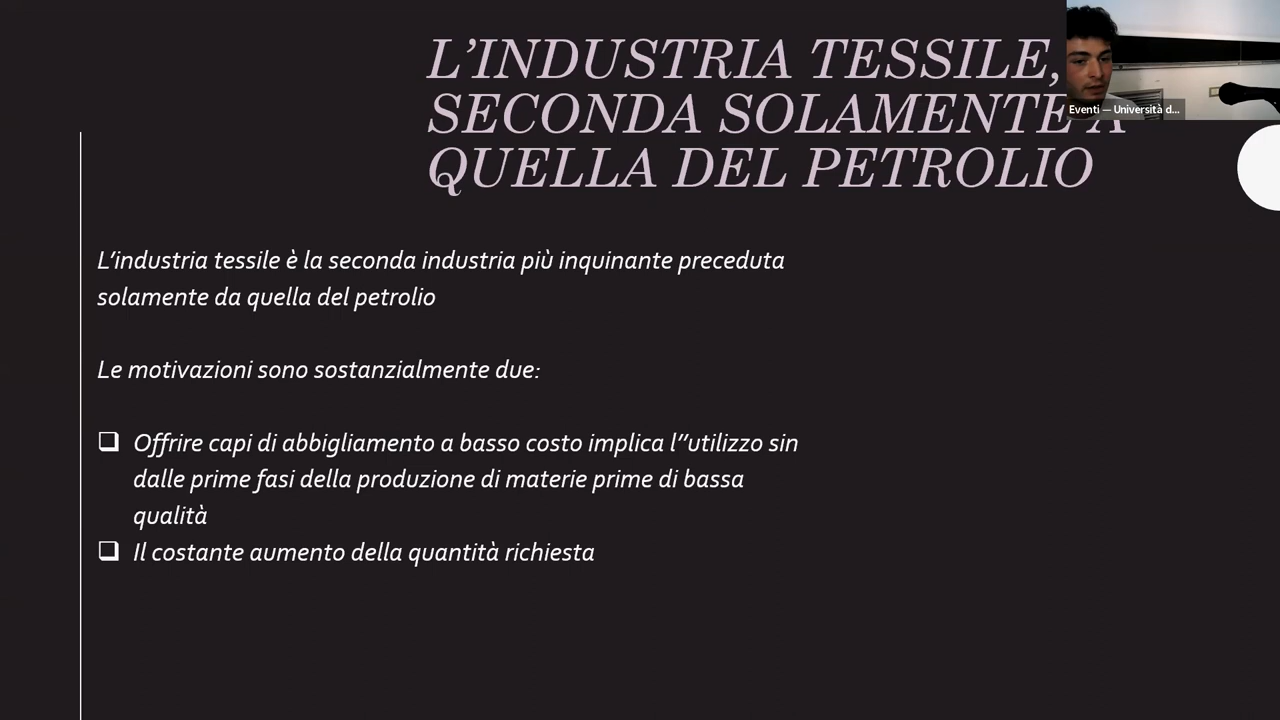 L’INDUSTRIA TESSILE,
SECONDA SOLAMENTE A
QUELLA DEL PETROLIO
Eventi — Università d...
L’industria tessile è la seconda industria più inquinante preceduta
solamente da quella del petrolio
Le motivazioni sono sostanzialmente due:
❑ Offrire capi di abbigliamento a basso costo implica l’’utilizzo sin
dalle prime fasi della produzione di materie prime di bassa
qualità
❑ Il costante aumento della quantità richiesta